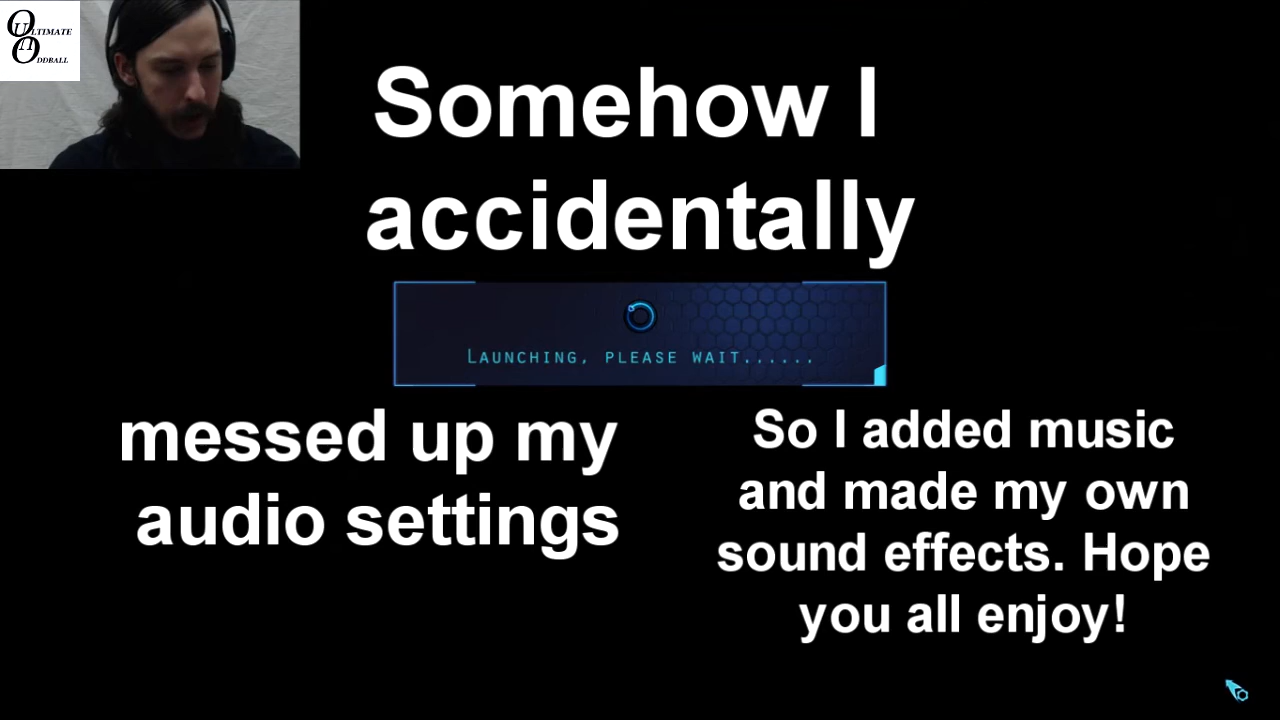 ULTIMATE
ODDBALL
Somehow I
accidentally
LAUNCHING, PLEASE WAIT......
messed up my
audio settings
So I added music
and made my own
sound effects. Hope
you all enjoy!